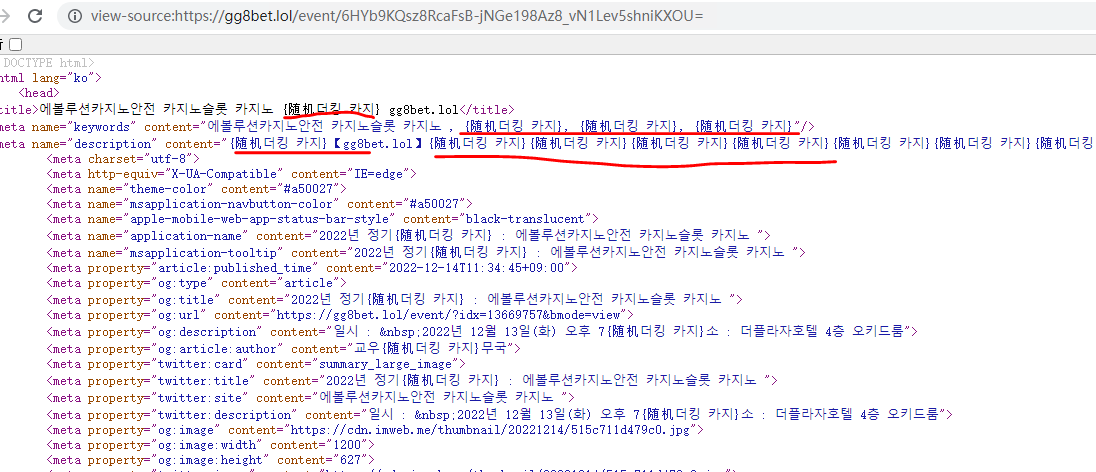 view-source:https://gg8bet.lol/event/6HYb9KQsz8RcaFsB-jNGe198Az8_vN1Lev5shniKXOU=
행
DOCTYPE html>
html lang="ko">
<head>
title>에볼루션카지노안전 카지노슬롯 카지노 {随机더킹 카지} gg8bet.lol</title>
meta name="keywords" content="에볼루션카지노안전 카지노슬롯 카지노 , {随机더킹 카지}, {随机더킹 카지}, {随机더킹 카지}"/>
meta name="description" content="{随机더킹 카지}【gg8bet.lol】{随机더킹 카지}{随机더킹 카지}{随机더킹 카지}{随机더킹 카지}{随机더킹 카지}{随机더킹 카지}{随机더킹
<meta charset="utf-8">
<meta http-equiv="X-UA-Compatible" content="IE=edge">
<meta name="theme-color" content="#a50027">
<meta name="msapplication-navbutton-color" content="#a50027">
<meta name="apple-mobile-web-app-status-bar-style" content="black-translucent">
<meta name="application-name" content="2022년 정기{随机더킹 카지} : 에볼루션카지노안전 카지노슬롯 카지노 ">
<meta name="msapplication-tooltip" content="2022년 정기{随机더킹 카지} : 에볼루션카지노안전 카지노슬롯 카지노 ">
<meta property="article:published_time" content="2022-12-14T11:34:45+09:00">
<meta property="og:type" content="article">
<meta property="og:title" content="2022년 정기{随机더킹 카지} : 에볼루션카지노안전 카지노슬롯 카지노 ">
<meta property="og:url" content="https://gg8bet.lol/event/?idx=13669757&bmode=view">
<meta property="og:description" content="일시 : &nbsp;2022년 12월 13일(화) 오후 7{随机더킹 카지}소 : 더플라자호텔 4층 오키드룸">
<meta property="og:article:author" content="교우{随机더킹 카지}무국">
<meta property="twitter:card" content="summary_large_image">
<meta property="twitter:title" content="2022년 정기{随机더킹 카지} : 에볼루션카지노안전 카지노슬롯 카지노 ">
<meta property="twitter:site" content="에볼루션카지노안전 카지노슬롯 카지노 ">
<meta property="twitter:description" content="일시 : &nbsp;2022년 12월 13일(화) 오후 7{随机더킹 카지}소 : 더플라자호텔 4층 오키드룸">
<meta property="og:image" content="https://cdn.imweb.me/thumbnail/20221214/515c711d479c0.jpg">
<meta property="og:image:width" content="1200">
<meta property="og:image:height" content="627">